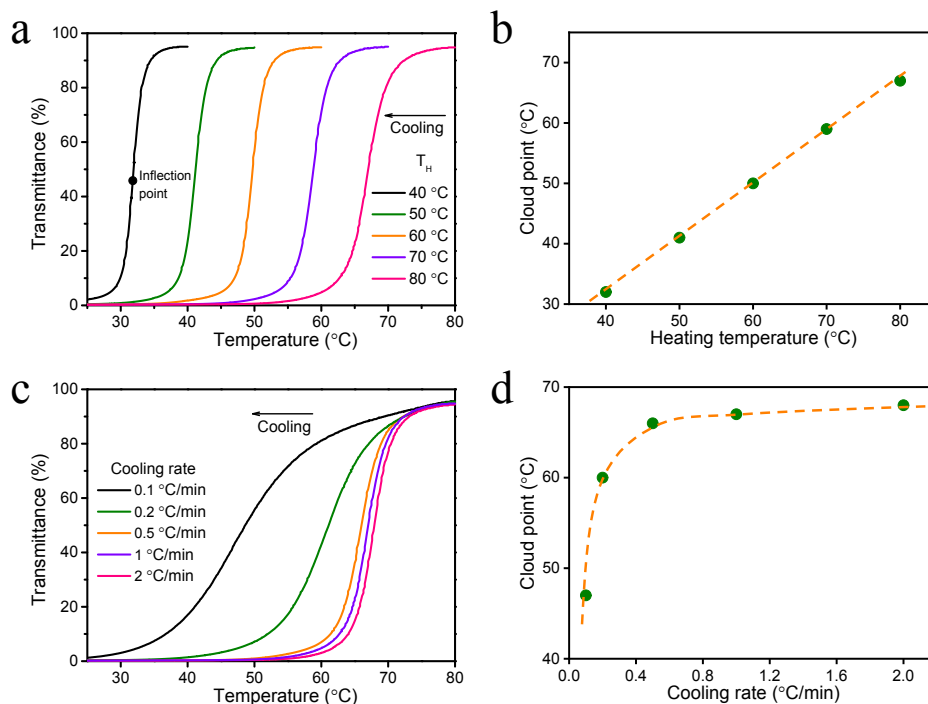 a
100
80
60
40
20
0
Transmittance (%)
30 40 50 60 70 80
Temperature (°C)
Inflection
point
Cooling
T_H
40 °C
50 °C
60 °C
70 °C
80 °C
b
70
60
50
40
30
Cloud point (°C)
40 50 60 70 80
Heating temperature (°C)
c
100
80
60
40
20
0
Transmittance (%)
30 40 50 60 70 80
Temperature (°C)
Cooling
Cooling rate
0.1 °C/min
0.2 °C/min
0.5 °C/min
1 °C/min
2 °C/min
d
70
60
50
40
Cloud point (°C)
0.0 0.4 0.8 1.2 1.6 2.0
Cooling rate (°C/min)